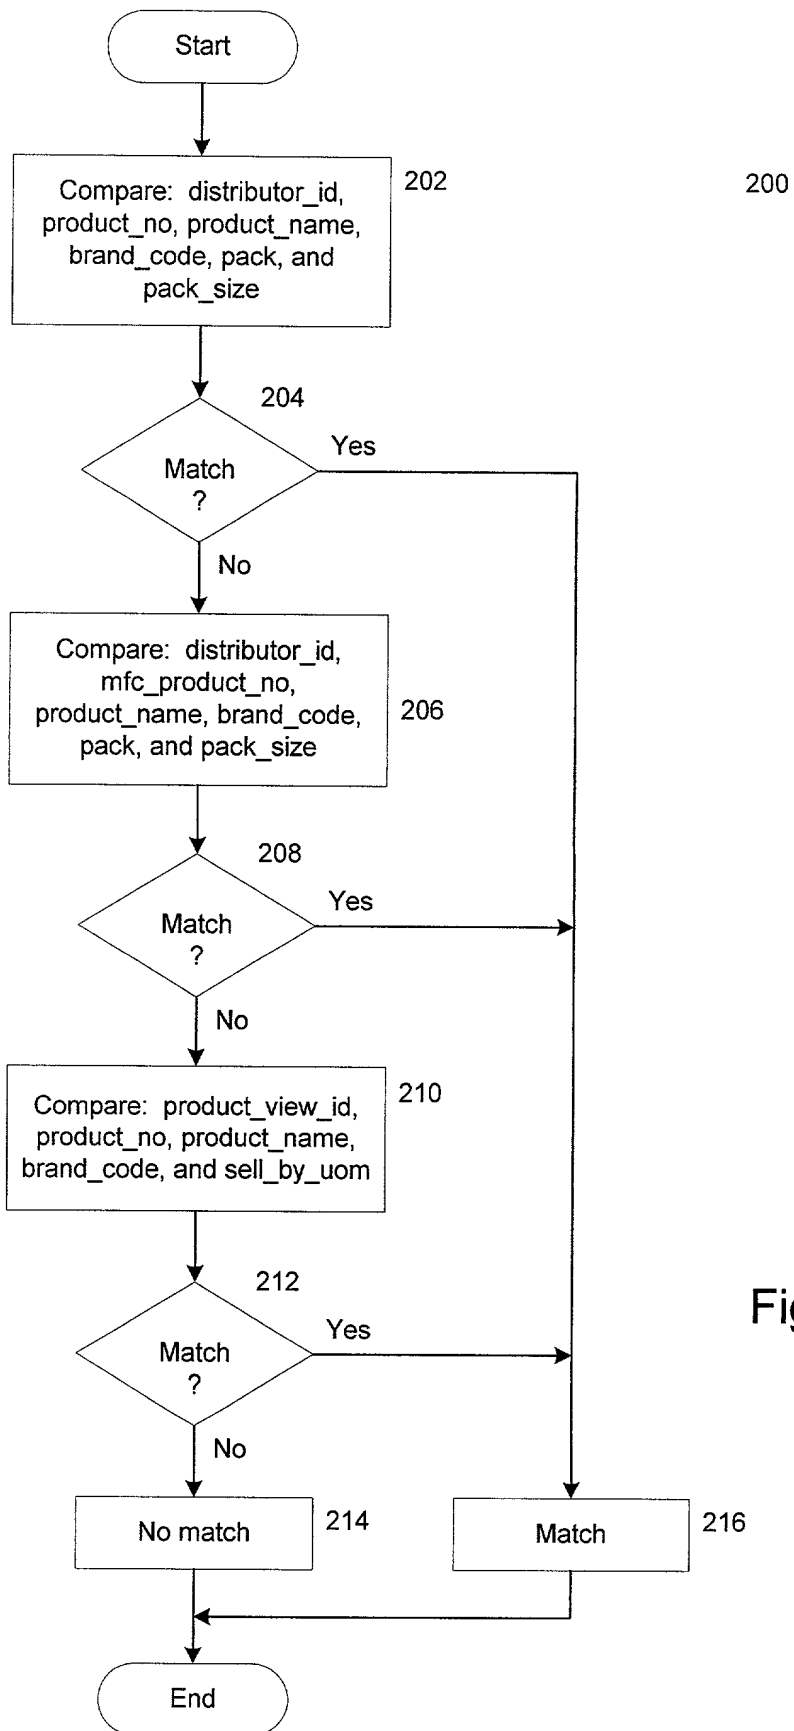 Start
Compare: distributor_id,
product_no, product_name,
brand_code, pack, and
pack_size
202
200
204
Match
?
Yes
No
Compare: distributor_id,
mfc_product_no,
product_name, brand_code,
pack, and pack_size
206
208
Match
?
Yes
No
Compare: product_view_id,
product_no, product_name,
brand_code, and sell_by_uom
210
212
Match
?
Yes
No
No match
214
Match
216
End